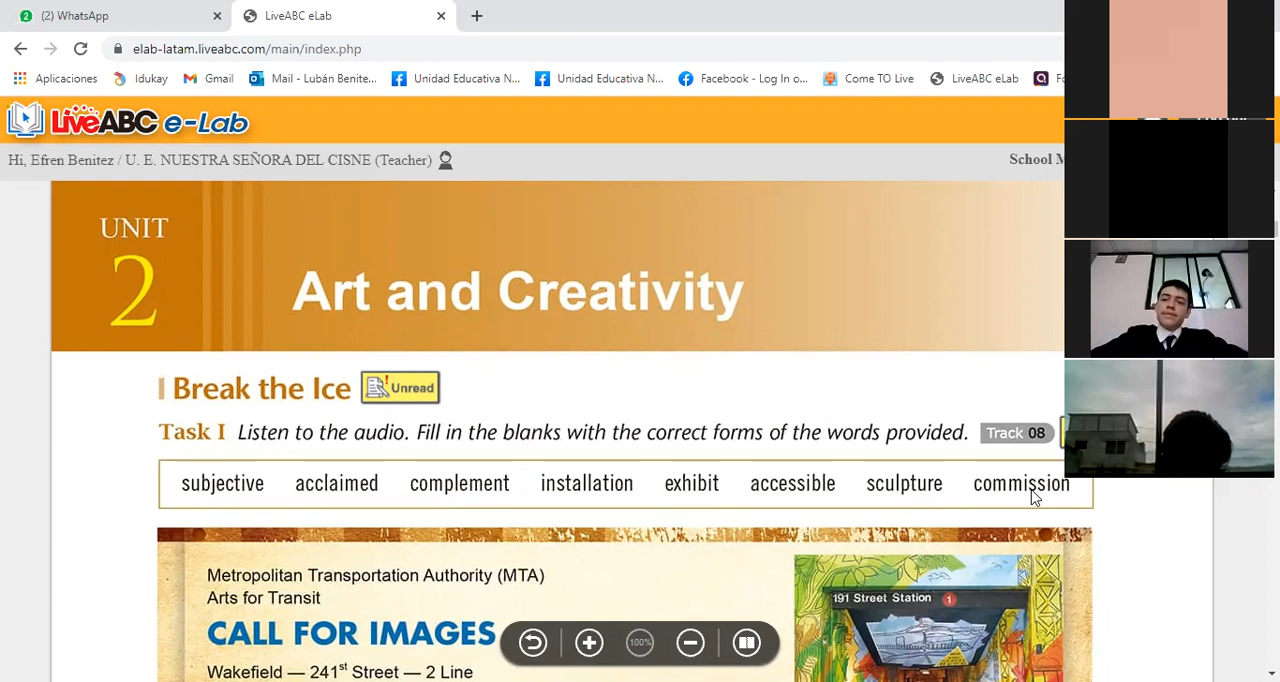 (2) WhatsApp
LiveABC eLab
elab-latam.liveabc.com/main/index.php
Aplicaciones Idukay Gmail Mail - Lubán Benite... Unidad Educativa N... Unidad Educativa N... Facebook - Log In o... Come TO Live LiveABC eLab
LiveABC e-Lab
Hi, Efren Benitez / U. E. NUESTRA SEÑORA DEL CISNE (Teacher)
School
UNIT
2
Art and Creativity
Break the Ice Unread
Task I Listen to the audio. Fill in the blanks with the correct forms of the words provided. Track 08
subjective acclaimed complement installation exhibit accessible sculpture commission
Metropolitan Transportation Authority (MTA)
Arts for Transit
CALL FOR IMAGES
Wakefield — 241st Street — 2 Line
191 Street Station 1
100%